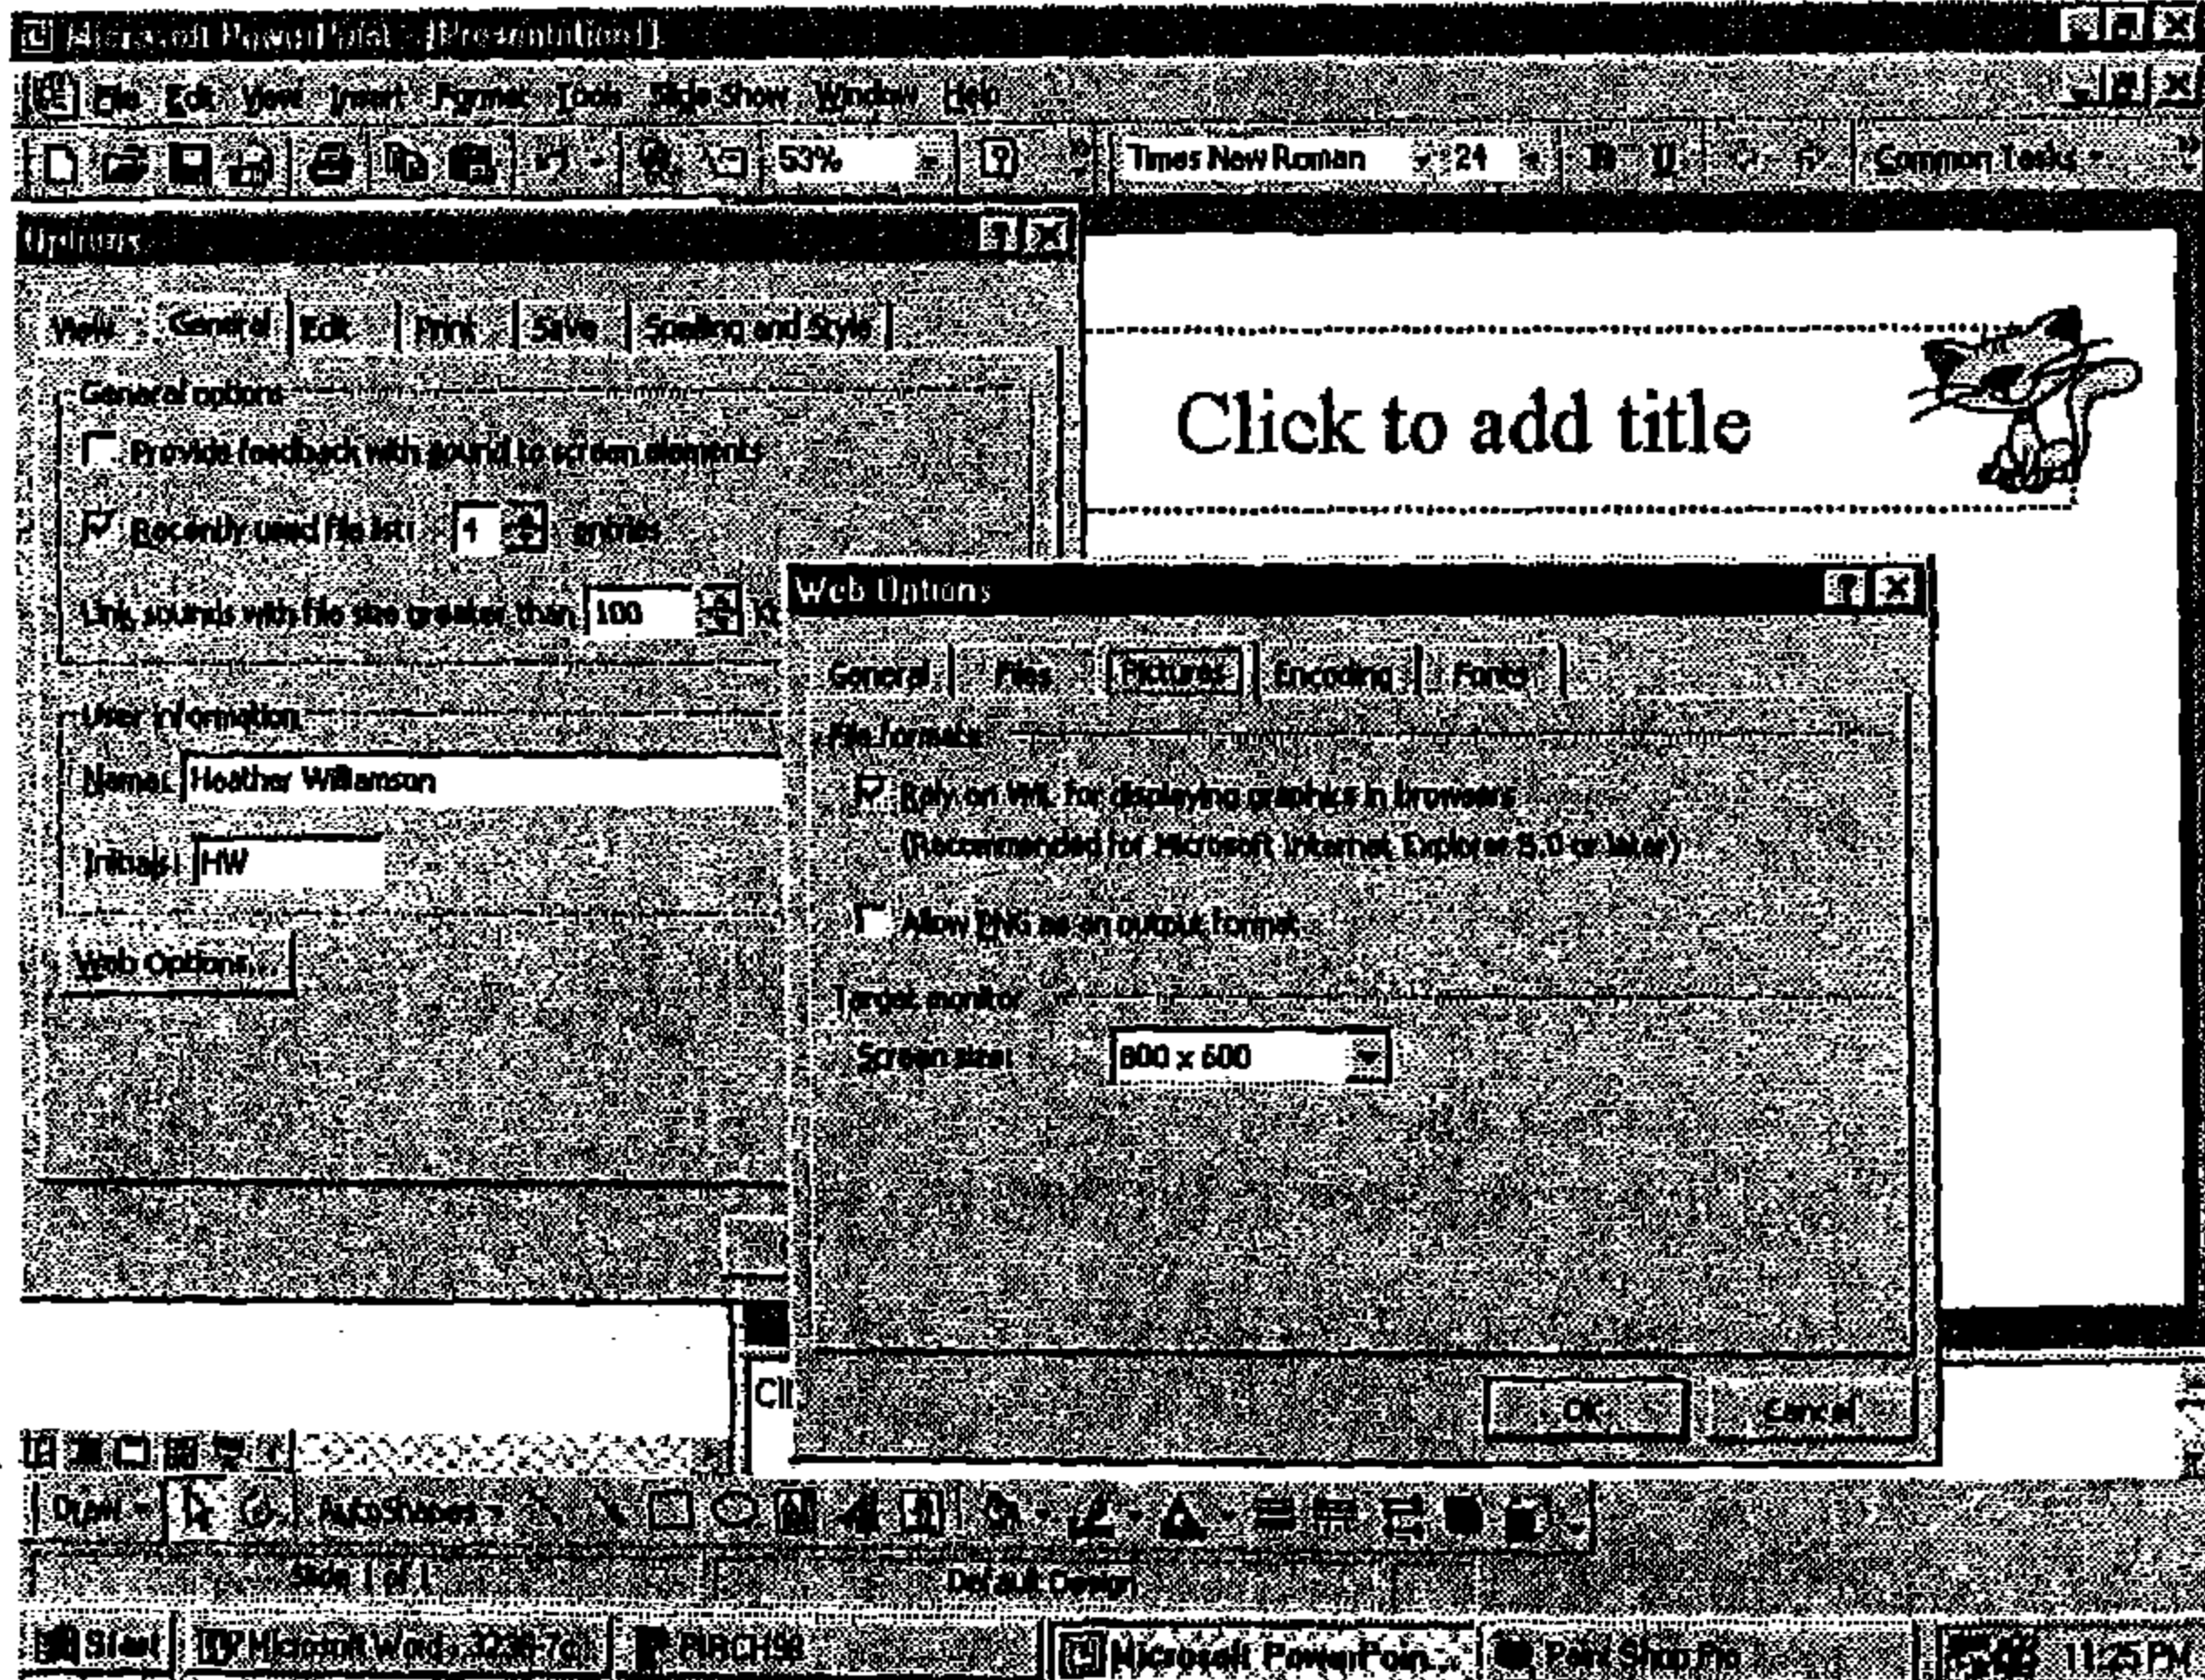 Microsoft PowerPoint - [Presentation1]
File Edit View Insert Format Tools Slide Show Window Help
53% Times New Roman 24 B U Common Tasks
Options
View General Edit Print Save Spelling and Style
General options
Provide feedback with sound to screen elements
Recently used file list: 4 entries
Link sounds with file size greater than 100
User information
Name: Heather Williamson
Initials: HW
Web Options...
Click to add title
Web Options
General Files Pictures Encoding Fonts
File formats
Rely on VML for displaying graphics in browsers
(Recommended for Microsoft Internet Explorer 5.0 or later)
Allow PNG as an output format
Target monitor
Screen size: 800 x 600
OK Cancel
Draw AutoShapes
Slide 1 of 1 Default Design
Start Microsoft Word - PIRCH98 Microsoft PowerPoin... Paint Shop Pro 11:25 PM